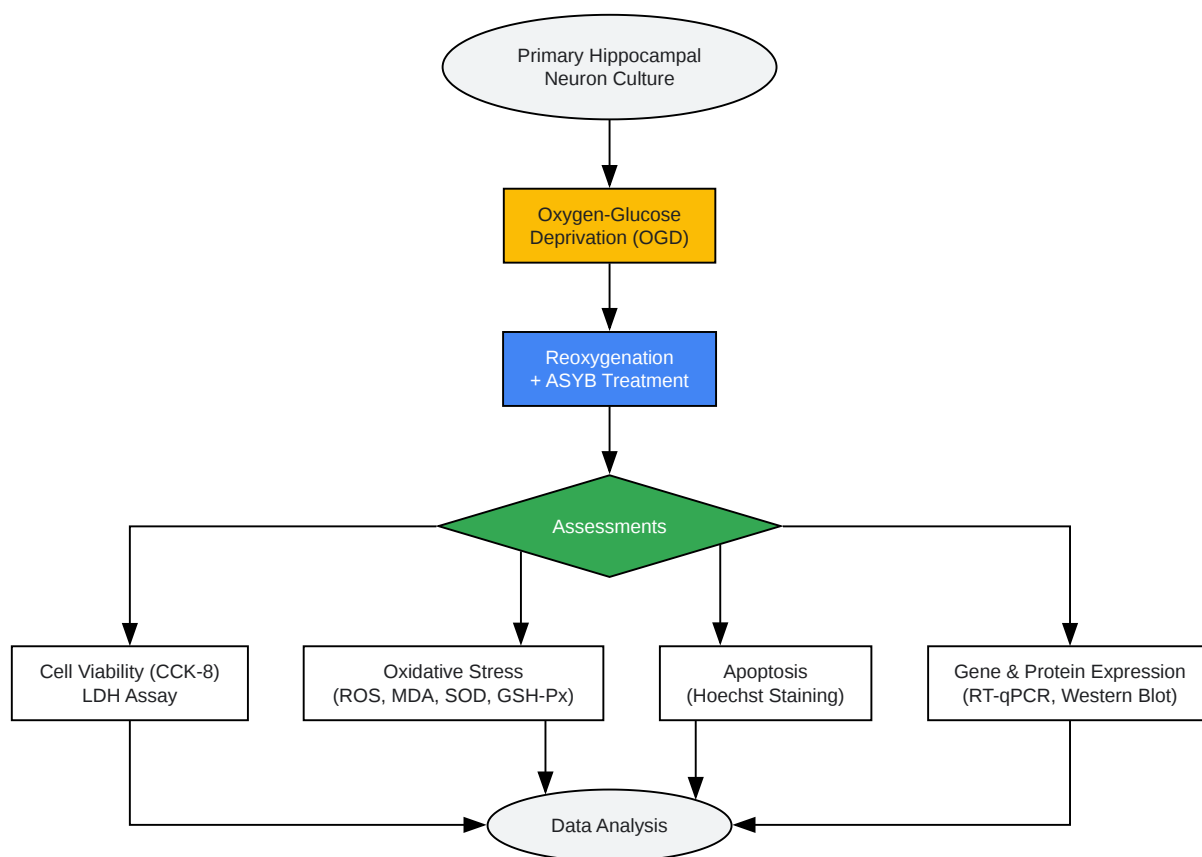 Primary Hippocampal
Neuron Culture
Oxygen-Glucose
Deprivation (OGD)
Reoxygenation
+ ASYB Treatment
Assessments
Cell Viability (CCK-8)
LDH Assay
Oxidative Stress
(ROS, MDA, SOD, GSH-Px)
Apoptosis
(Hoechst Staining)
Gene & Protein Expression
(RT-qPCR, Western Blot)
Data Analysis